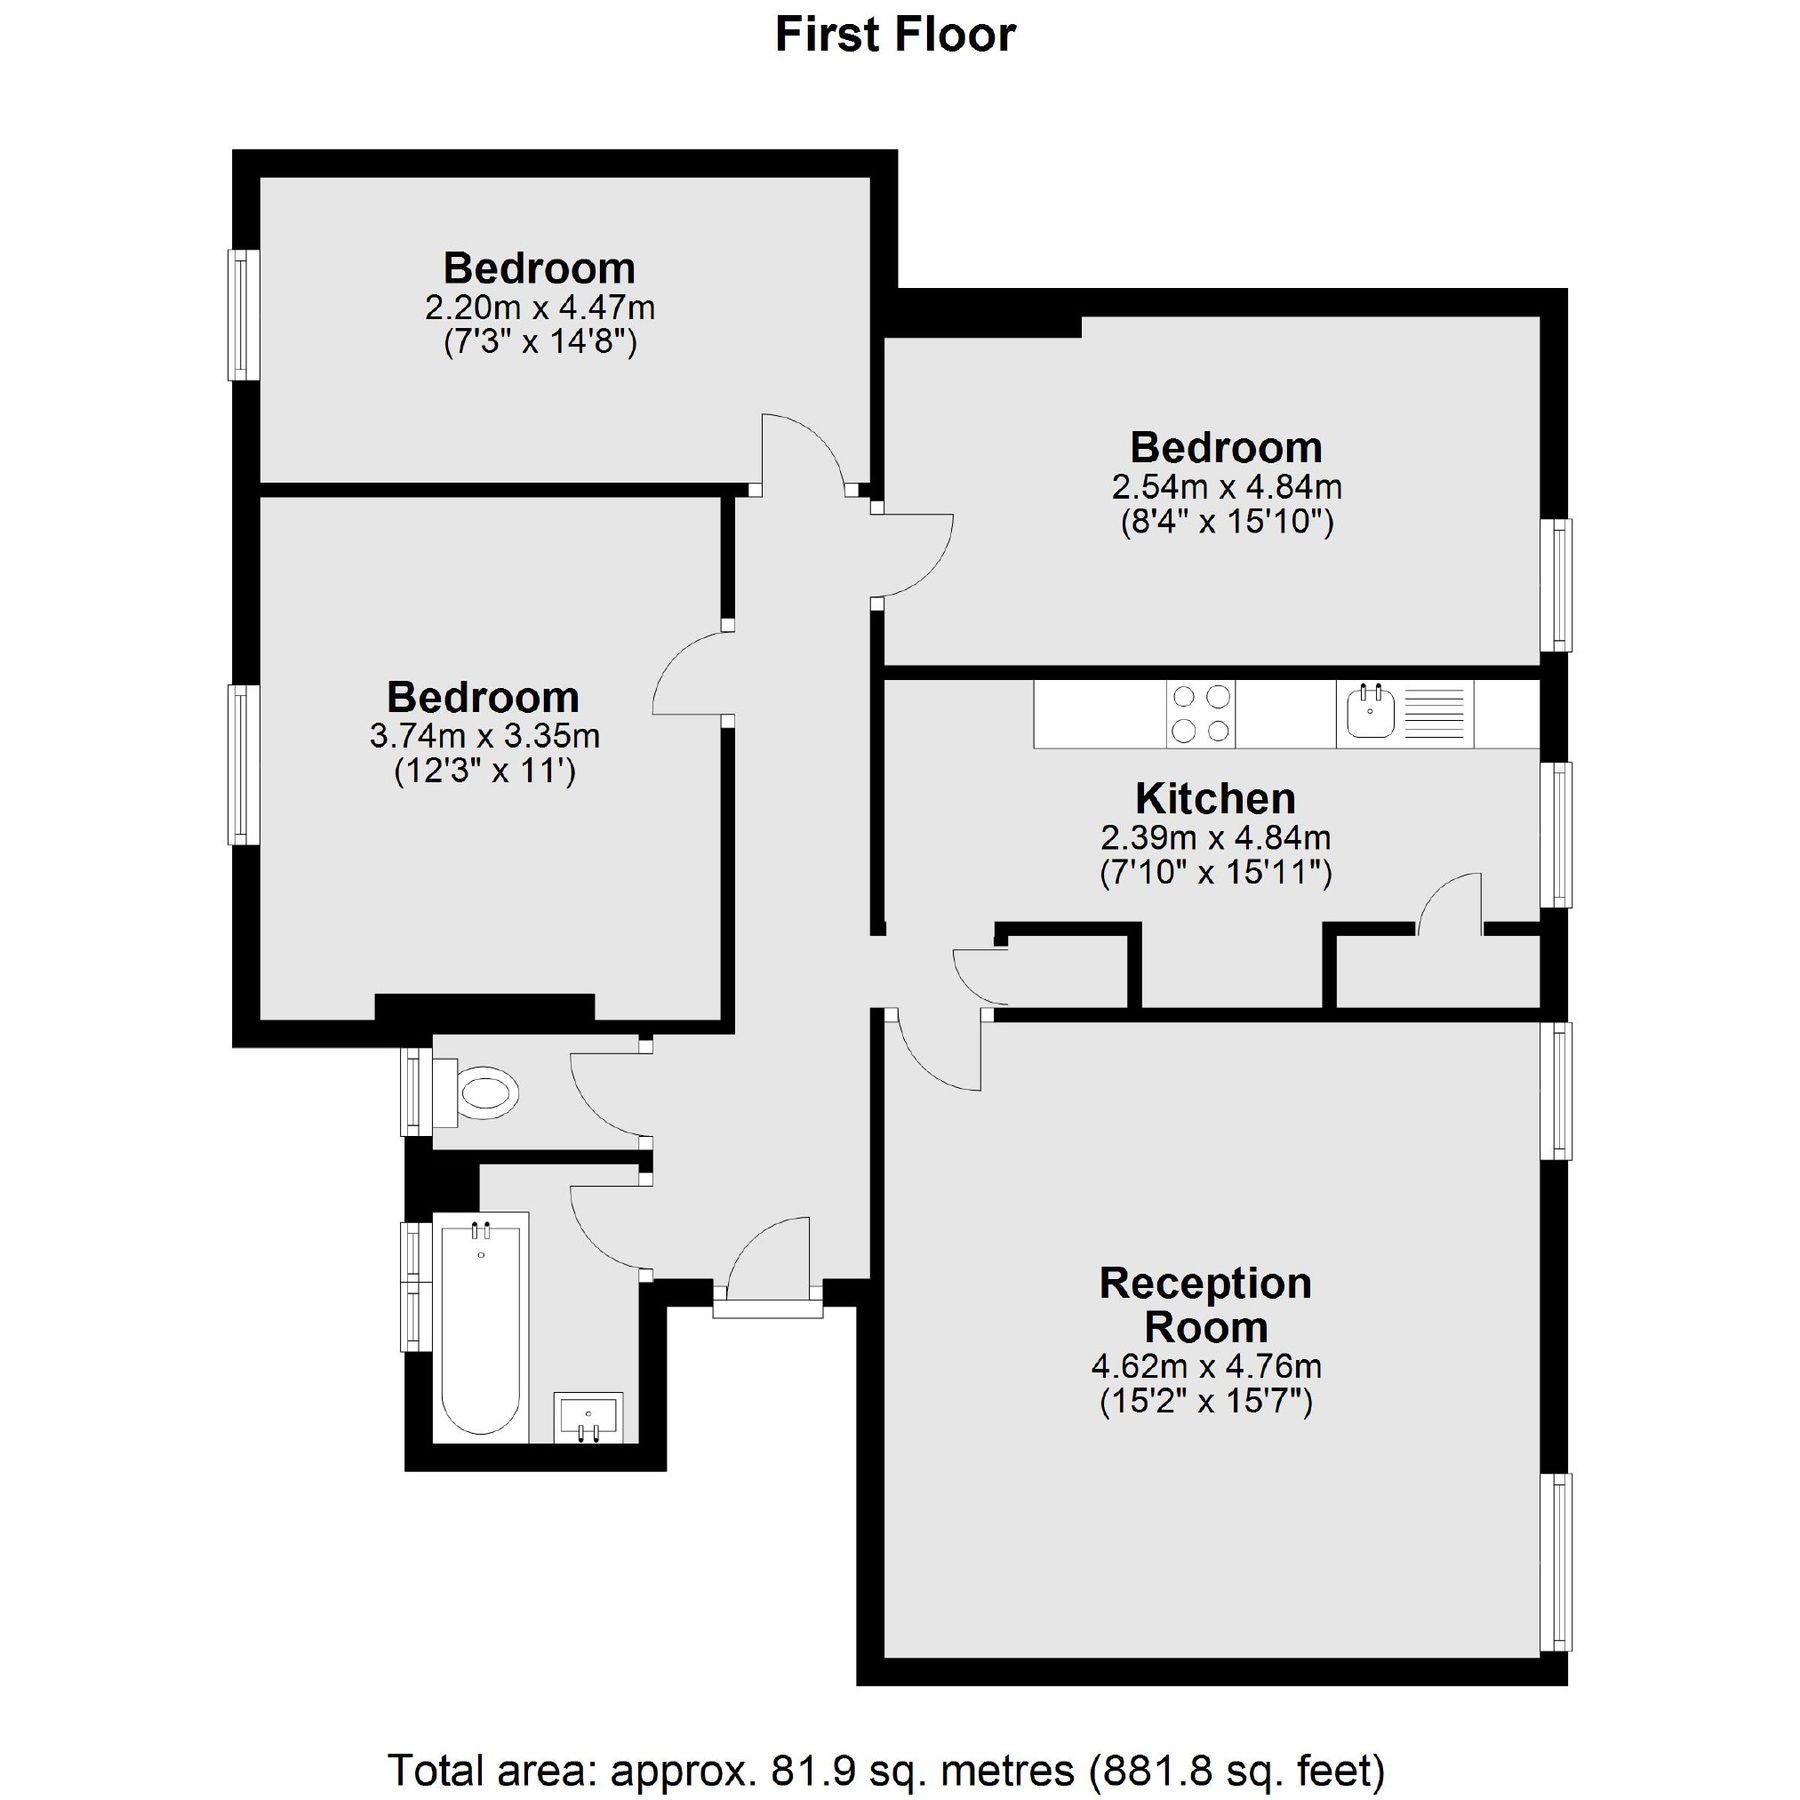 First Floor
Bedroom
2.20m x 4.47m
(7'3" x 14'8")
Bedroom
2.54m x 4.84m
(8'4" x 15'10")
Bedroom
3.74m x 3.35m
(12'3" x 11')
Kitchen
2.39m x 4.84m
(7'10" x 15'11")
Reception
Room
4.62m x 4.76m
(15'2" x 15'7")
Total area: approx. 81.9 sq. metres (881.8 sq. feet)